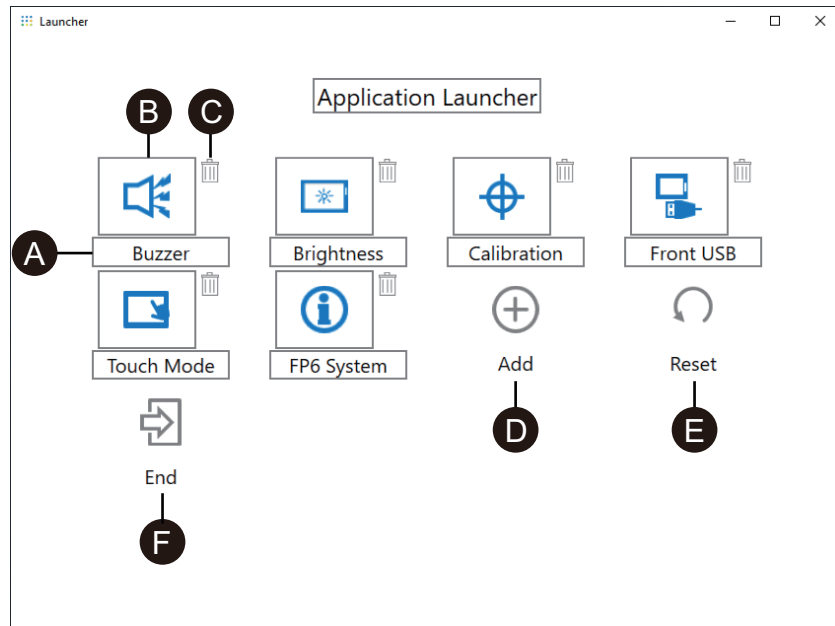 Launcher
Application Launcher
B C
A
Buzzer Brightness Calibration Front USB
Touch Mode FP6 System Add Reset
D E
End
F